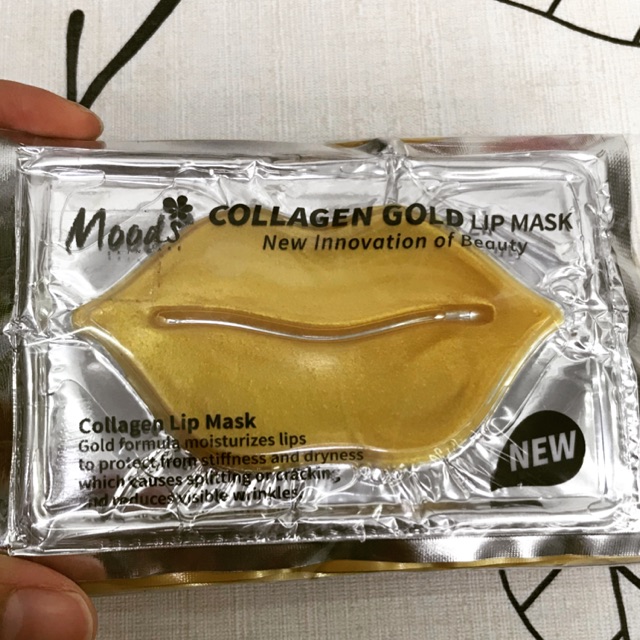 Moods
COLLAGEN GOLD LIP MASK
New Innovation of Beauty
Collagen Lip Mask
Gold formula moisturizes lips
to protect from stiffness and dryness
which causes splitting or cracking,
and reduces visible wrinkles.
NEW